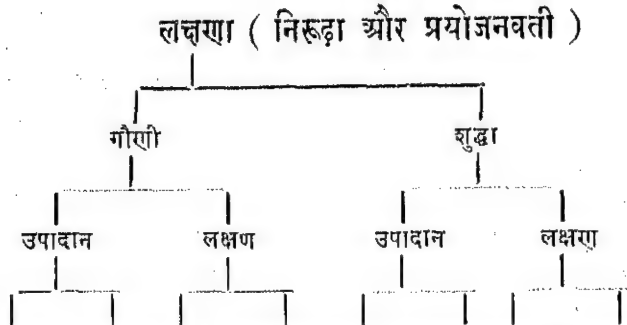 लक्षणा ( निरूढ़ा और प्रयोजनवती )
गौणी शुद्धा
उपादान लक्षण उपादान लक्षण